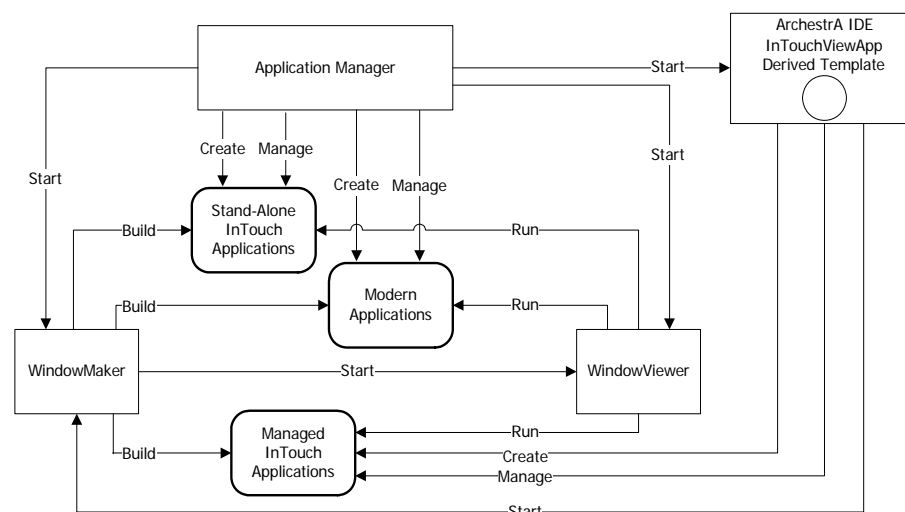 Application Manager
ArchestrA IDE
InTouchViewApp
Derived Template
Start
Create
Manage
Start
Start
Create
Manage
Stand-Alone
InTouch
Applications
Build
Run
Modern
Applications
Build
Run
WindowMaker
Start
WindowViewer
Managed
InTouch
Applications
Build
Run
Create
Manage
Start